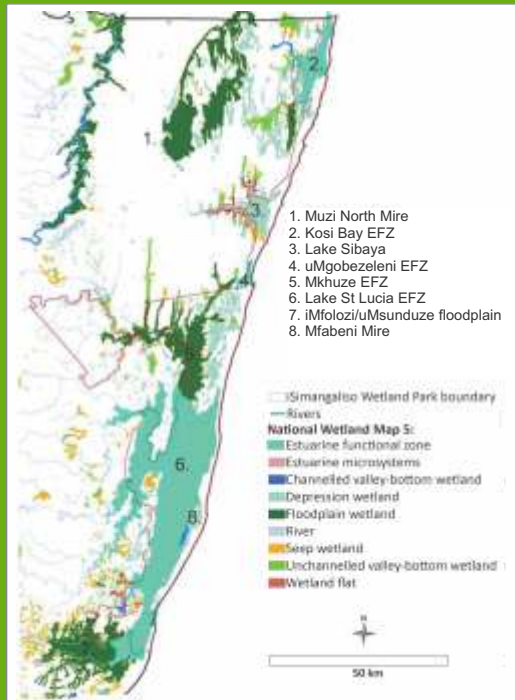 1.
2.
3.
4.
6.
8.
1. Muzi North Mire
2. Kosi Bay EFZ
3. Lake Sibaya
4. uMgobezeleni EFZ
5. Mkhuze EFZ
6. Lake St Lucia EFZ
7. iMfolozi/uMsunduze floodplain
8. Mfabeni Mire
iSimangaliso Wetland Park boundary
Rivers
National Wetland Map 5:
Estuarine functional zone
Estuarine microsystems
Channelled valley-bottom wetland
Depression wetland
Floodplain wetland
River
Seep wetland
Unchannelled valley-bottom wetland
Wetland flat
N
50 km